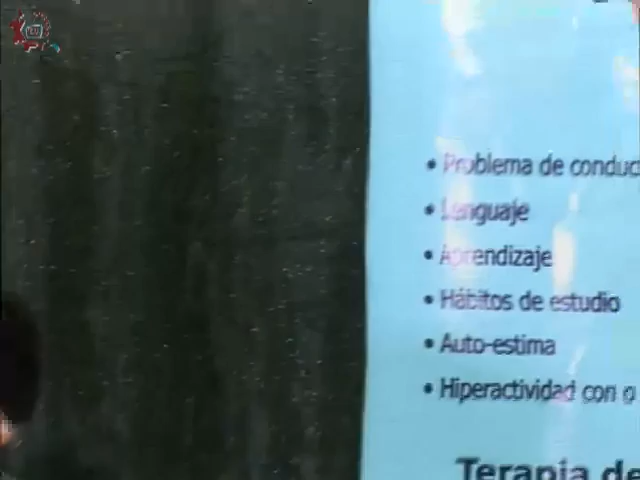 • Problema de conduc
• Lenguaje
• Aprendizaje
• Hábitos de estudio
• Auto-estima
• Hiperactividad con o
Terapia de